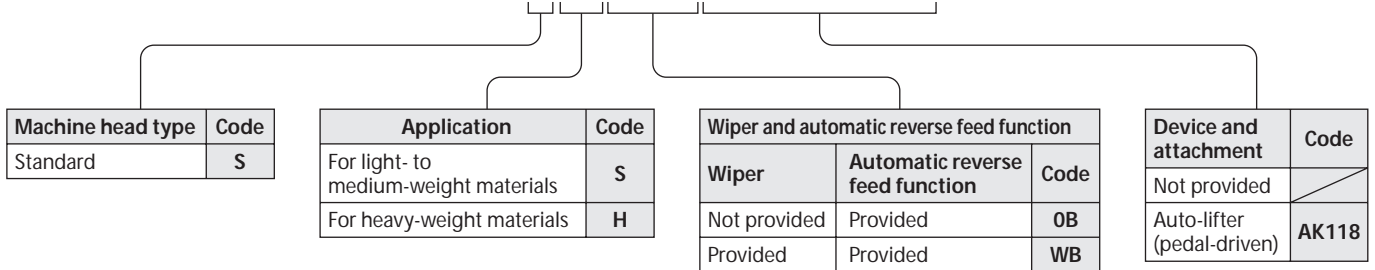 Machine head type Code
Standard S
Application Code
For light- to
medium-weight materials S
For heavy-weight materials H
Wiper and automatic reverse feed function
Wiper Automatic reverse
feed function Code
Not provided Provided 0B
Provided Provided WB
Device and
attachment Code
Not provided
Auto-lifter
(pedal-driven) AK118